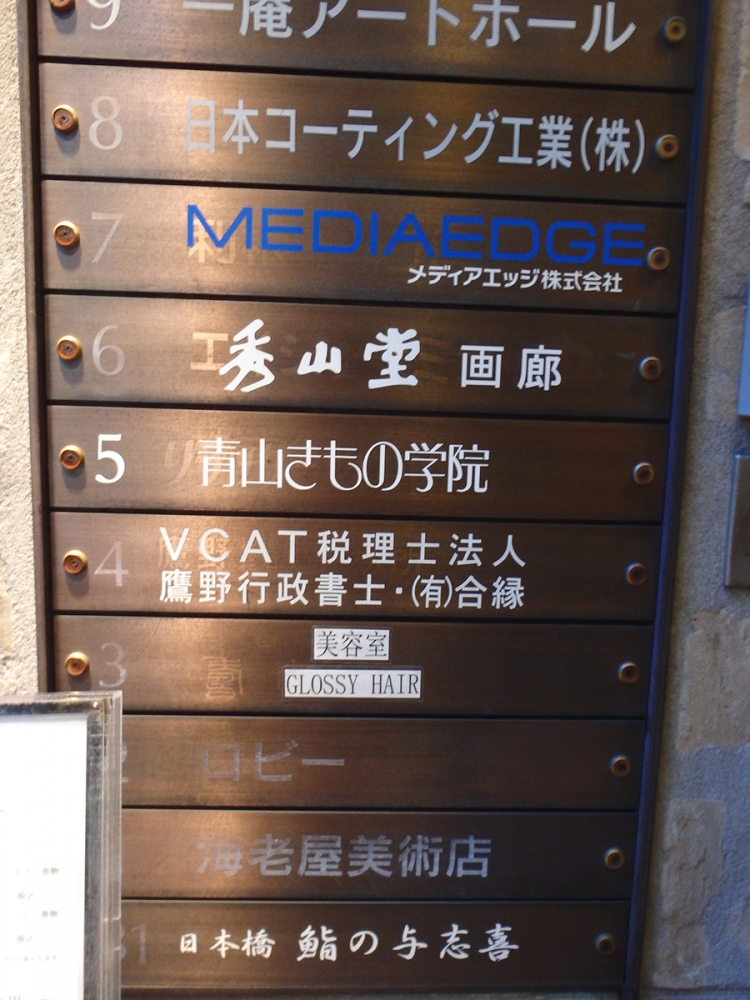 9 一庵アートホール
8 日本コーティング工業(株)
7 MEDIAEDGE
メディアエッジ株式会社
6 秀山堂 画廊
5 青山きもの学院
4 VCAT税理士法人
鷹野行政書士・(有)合縁
3 美容室
GLOSSY HAIR
ロビー
海老屋美術店
B1 日本橋 鮨の与志喜